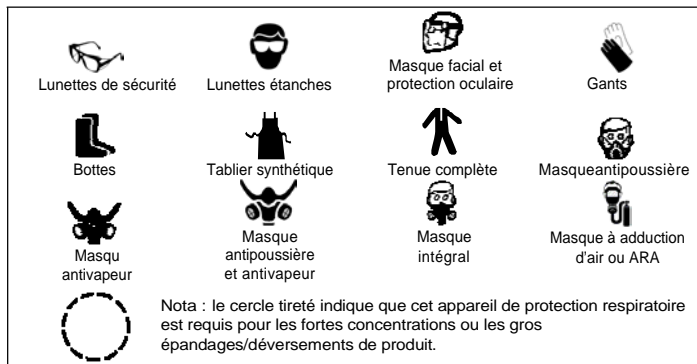 Lunettes de sécurité
Lunettes étanches
Masque facial et
protection oculaire
Gants
Bottes
Tablier synthétique
Tenue complète
Masqueantipoussière
Masqu
antivapeur
Masque
antipoussière
et antivapeur
Masque
intégral
Masque à adduction
d'air ou ARA
Nota : le cercle tireté indique que cet appareil de protection respiratoire
est requis pour les fortes concentrations ou les gros
épandages/déversements de produit.